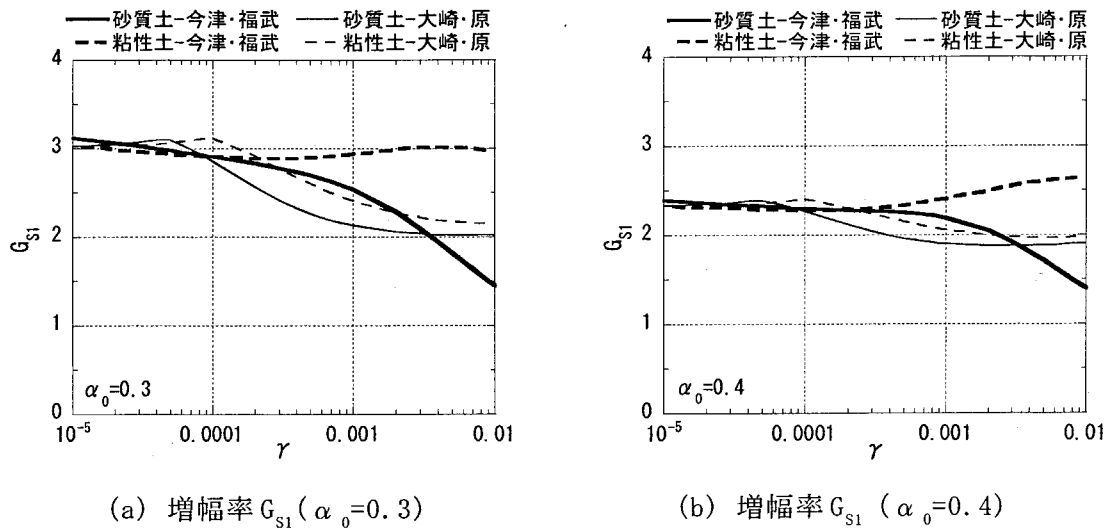 砂質土-今津・福武 砂質土-大崎・原
粘性土-今津・福武 粘性土-大崎・原
4
3
2
1
0
G_S1
α_0=0.3
10^-5 0.0001 0.001 0.01
γ
(a) 増幅率 G_S1 (α_0=0.3)
砂質土-今津・福武 砂質土-大崎・原
粘性土-今津・福武 粘性土-大崎・原
4
3
2
1
0
G_S1
α_0=0.4
10^-5 0.0001 0.001 0.01
γ
(b) 増幅率 G_S1 (α_0=0.4)